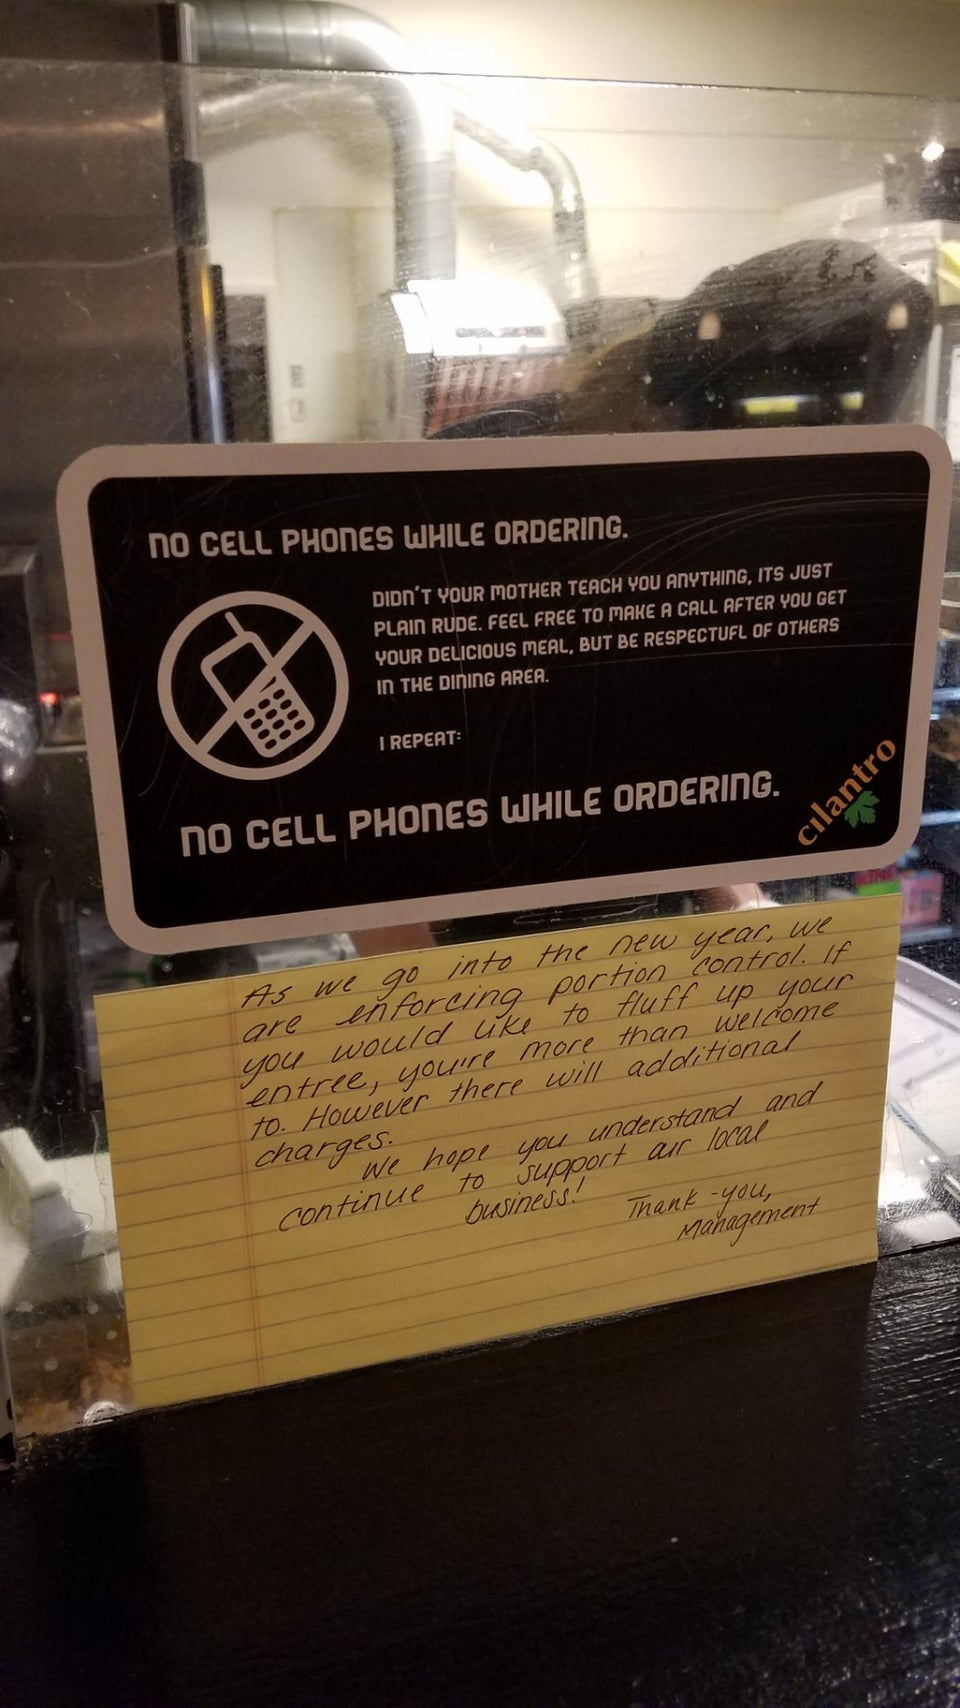 NO CELL PHONES WHILE ORDERING.
DIDN'T YOUR MOTHER TEACH YOU ANYTHING, ITS JUST
PLAIN RUDE. FEEL FREE TO MAKE A CALL AFTER YOU GET
YOUR DELICIOUS MEAL, BUT BE RESPECTUFL OF OTHERS
IN THE DINING AREA.
I REPEAT:
NO CELL PHONES WHILE ORDERING.
cilantro
As we go into the new year, we
are enforcing portion control. If
you would like to fluff up your
entree, you're more than welcome
to. However there will additional
charges.
We hope you understand and
continue to support our local
business!
Thank-you,
Management